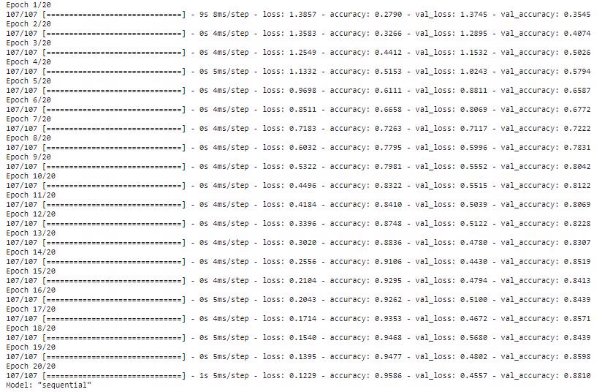 Epoch 1/20
107/107 [==============================] - 9s 8ms/step - loss: 1.3857 - accuracy: 0.2790 - val_loss: 1.3745 - val_accuracy: 0.3545
Epoch 2/20
107/107 [==============================] - 0s 4ms/step - loss: 1.3583 - accuracy: 0.3266 - val_loss: 1.2895 - val_accuracy: 0.4074
Epoch 3/20
107/107 [==============================] - 0s 4ms/step - loss: 1.2549 - accuracy: 0.4412 - val_loss: 1.1532 - val_accuracy: 0.5026
Epoch 4/20
107/107 [==============================] - 0s 5ms/step - loss: 1.1332 - accuracy: 0.5153 - val_loss: 1.0243 - val_accuracy: 0.5794
Epoch 5/20
107/107 [==============================] - 0s 4ms/step - loss: 0.9698 - accuracy: 0.6111 - val_loss: 0.8811 - val_accuracy: 0.6587
Epoch 6/20
107/107 [==============================] - 0s 4ms/step - loss: 0.8511 - accuracy: 0.6658 - val_loss: 0.8069 - val_accuracy: 0.6772
Epoch 7/20
107/107 [==============================] - 0s 4ms/step - loss: 0.7183 - accuracy: 0.7263 - val_loss: 0.7117 - val_accuracy: 0.7222
Epoch 8/20
107/107 [==============================] - 0s 4ms/step - loss: 0.6032 - accuracy: 0.7795 - val_loss: 0.5996 - val_accuracy: 0.7831
Epoch 9/20
107/107 [==============================] - 0s 4ms/step - loss: 0.5322 - accuracy: 0.7981 - val_loss: 0.5552 - val_accuracy: 0.8042
Epoch 10/20
107/107 [==============================] - 0s 4ms/step - loss: 0.4496 - accuracy: 0.8322 - val_loss: 0.5515 - val_accuracy: 0.8122
Epoch 11/20
107/107 [==============================] - 0s 4ms/step - loss: 0.4184 - accuracy: 0.8410 - val_loss: 0.5039 - val_accuracy: 0.8069
Epoch 12/20
107/107 [==============================] - 0s 4ms/step - loss: 0.3396 - accuracy: 0.8748 - val_loss: 0.5122 - val_accuracy: 0.8228
Epoch 13/20
107/107 [==============================] - 0s 4ms/step - loss: 0.3020 - accuracy: 0.8836 - val_loss: 0.4780 - val_accuracy: 0.8307
Epoch 14/20
107/107 [==============================] - 0s 4ms/step - loss: 0.2556 - accuracy: 0.9106 - val_loss: 0.4430 - val_accuracy: 0.8519
Epoch 15/20
107/107 [==============================] - 0s 4ms/step - loss: 0.2104 - accuracy: 0.9295 - val_loss: 0.4794 - val_accuracy: 0.8413
Epoch 16/20
107/107 [==============================] - 0s 5ms/step - loss: 0.2043 - accuracy: 0.9262 - val_loss: 0.5100 - val_accuracy: 0.8439
Epoch 17/20
107/107 [==============================] - 0s 4ms/step - loss: 0.1714 - accuracy: 0.9353 - val_loss: 0.4672 - val_accuracy: 0.8571
Epoch 18/20
107/107 [==============================] - 0s 5ms/step - loss: 0.1540 - accuracy: 0.9468 - val_loss: 0.5680 - val_accuracy: 0.8439
Epoch 19/20
107/107 [==============================] - 0s 5ms/step - loss: 0.1395 - accuracy: 0.9477 - val_loss: 0.4802 - val_accuracy: 0.8598
Epoch 20/20
107/107 [==============================] - 1s 5ms/step - loss: 0.1229 - accuracy: 0.9586 - val_loss: 0.4557 - val_accuracy: 0.8810
Model: "sequential"